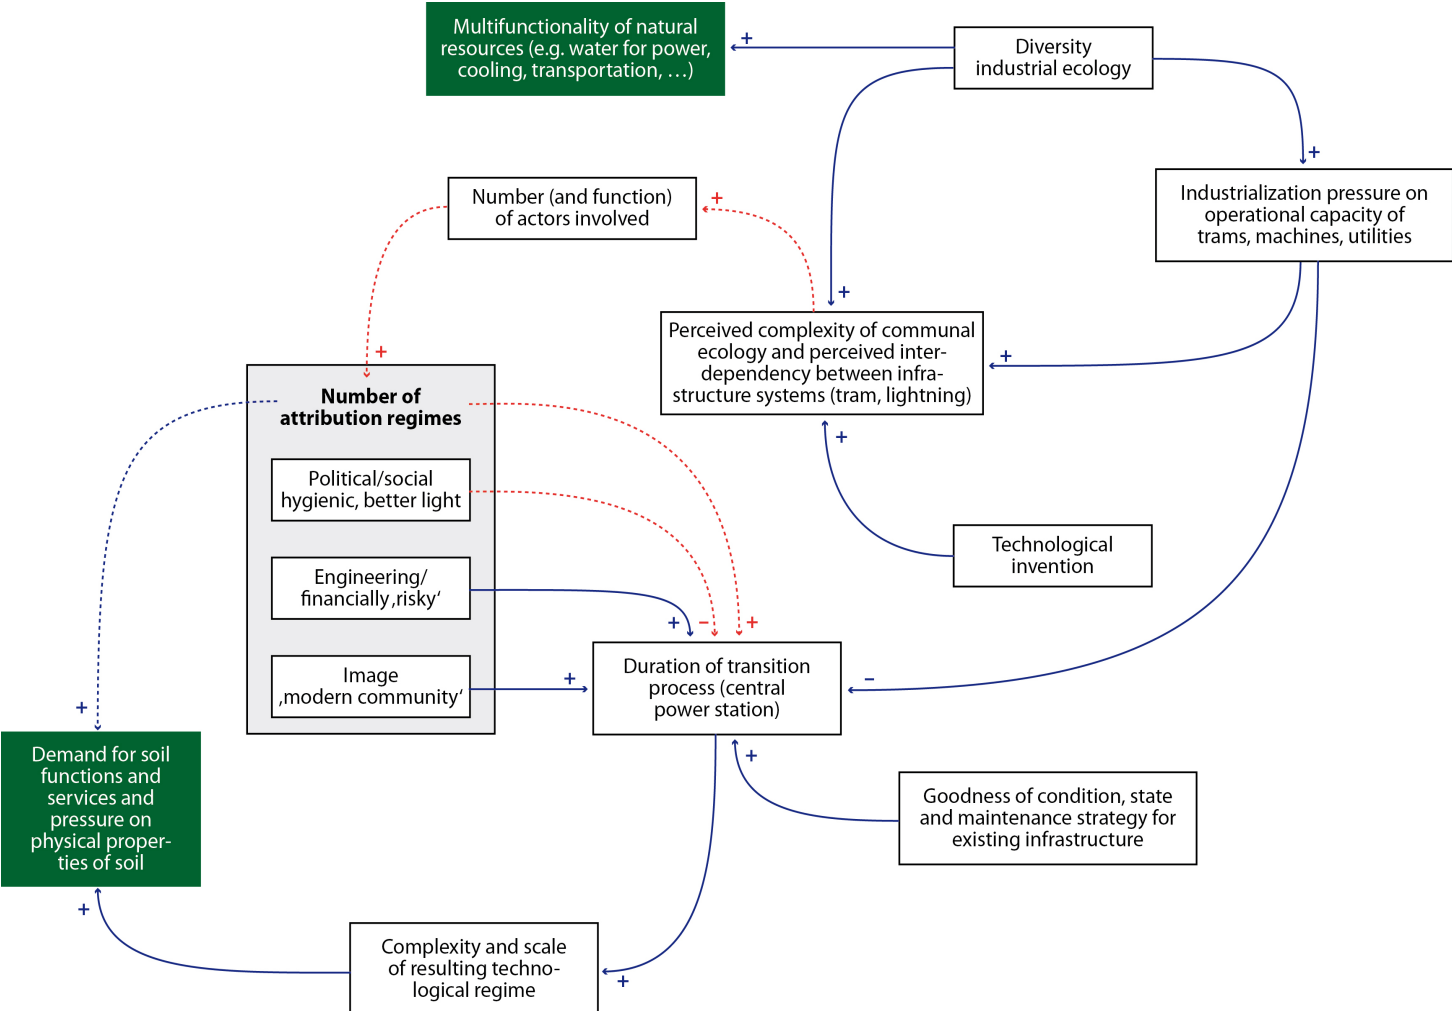 Multifunctionality of natural
resources (e.g. water for power,
cooling, transportation, …)
+
Diversity
industrial ecology
+
Industrialization pressure on
operational capacity of
trams, machines, utilities
Number (and function)
of actors involved
+
+
Perceived complexity of communal
ecology and perceived inter-
dependency between infra-
structure systems (tram, lightning)
+
+
+
Number of
attribution regimes
Political/social
hygienic, better light
Engineering/
financially ‚risky‘
Image
‚modern community‘
Technological
invention
+
–
+
+
Duration of transition
process (central
power station)
–
+
Goodness of condition, state
and maintenance strategy for
existing infrastructure
+
Demand for soil
functions and
services and
pressure on
physical proper-
ties of soil
+
Complexity and scale
of resulting techno-
logical regime
+